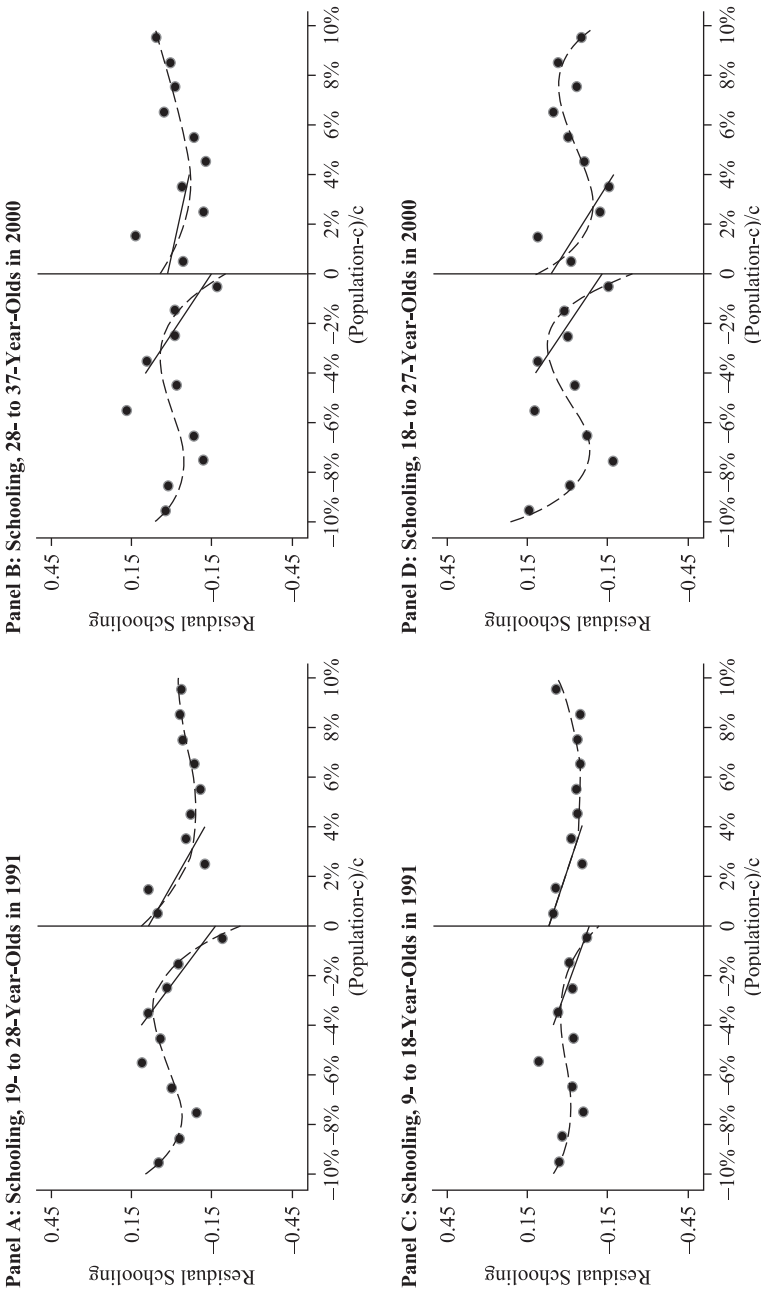 Panel A: Schooling, 19- to 28-Year-Olds in 1991
Residual Schooling
0.45
0.15
−0.15
−0.45
−10% −8% −6% −4% −2% 0 2% 4% 6% 8% 10%
(Population-c)/c
Panel B: Schooling, 28- to 37-Year-Olds in 2000
Residual Schooling
0.45
0.15
−0.15
−0.45
−10% −8% −6% −4% −2% 0 2% 4% 6% 8% 10%
(Population-c)/c
Panel C: Schooling, 9- to 18-Year-Olds in 1991
Residual Schooling
0.45
0.15
−0.15
−0.45
−10% −8% −6% −4% −2% 0 2% 4% 6% 8% 10%
(Population-c)/c
Panel D: Schooling, 18- to 27-Year-Olds in 2000
Residual Schooling
0.45
0.15
−0.15
−0.45
−10% −8% −6% −4% −2% 0 2% 4% 6% 8% 10%
(Population-c)/c